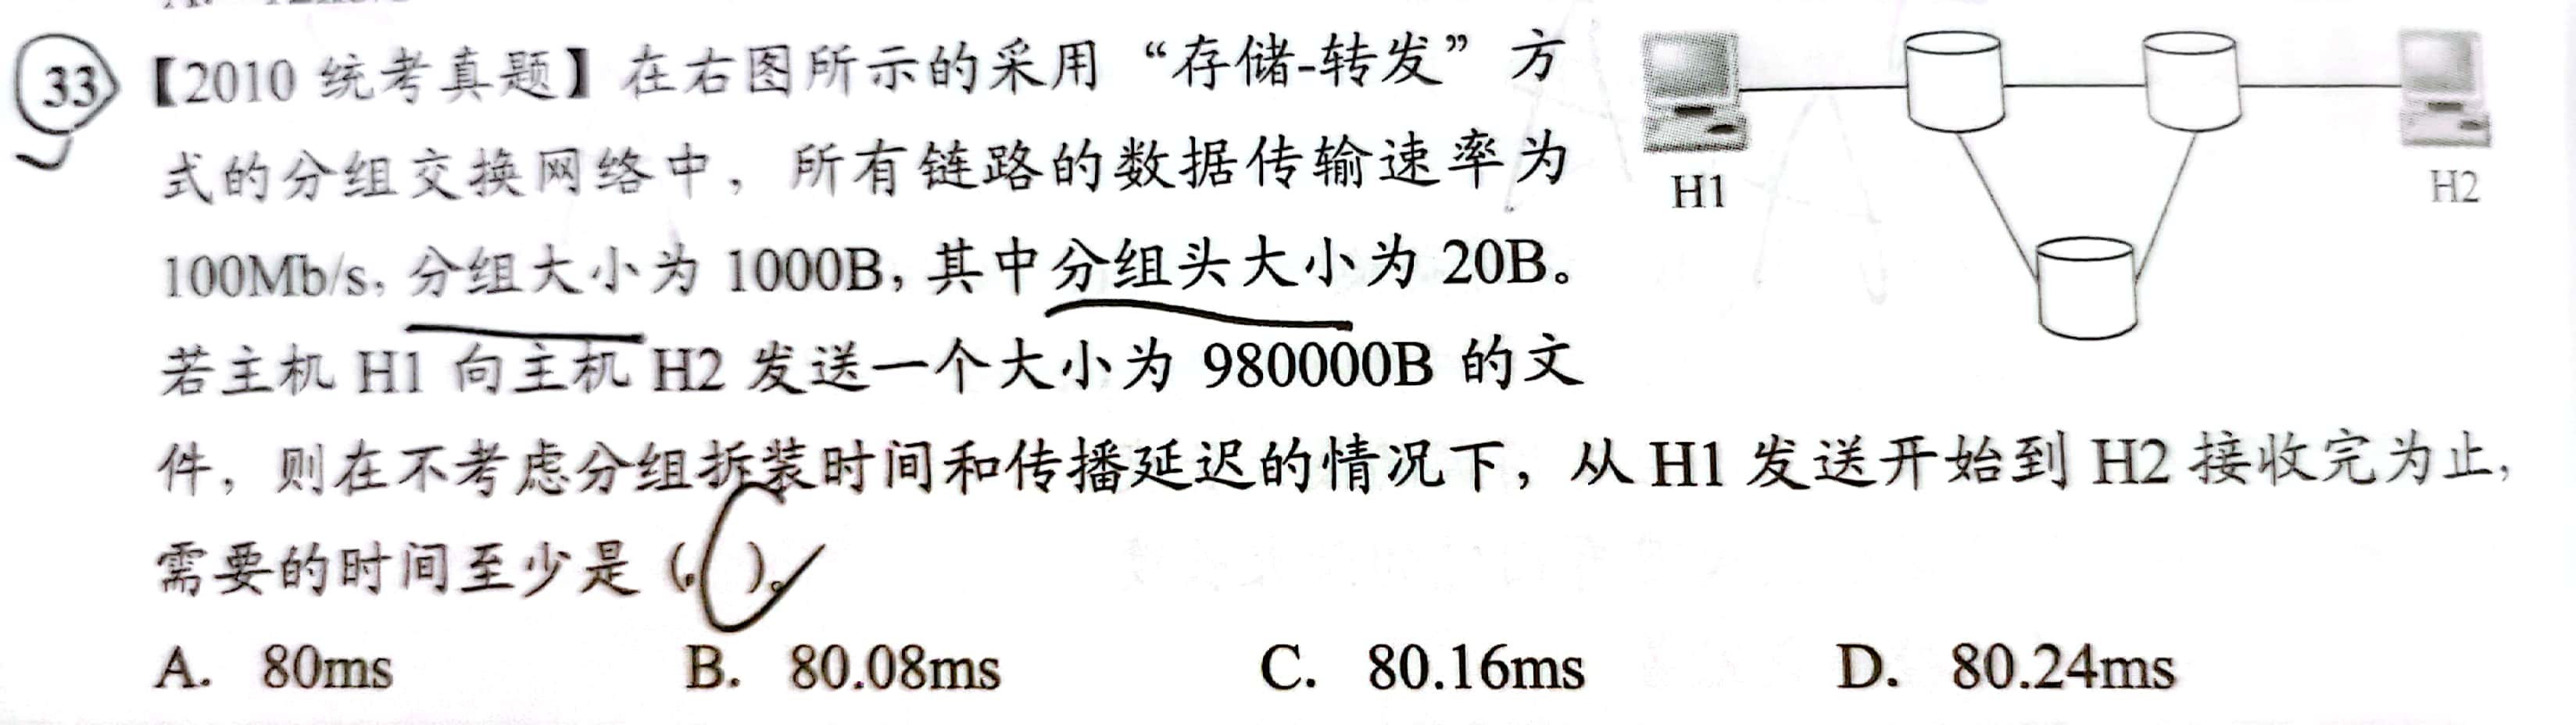 33 【2010 统考真题】在右图所示的采用“存储-转发”方
式的分组交换网络中，所有链路的数据传输速率为
100Mb/s，分组大小为 1000B，其中分组头大小为 20B。
若主机 H1 向主机 H2 发送一个大小为 980000B 的文
件，则在不考虑分组拆装时间和传播延迟的情况下，从 H1 发送开始到 H2 接收完为止，
需要的时间至少是（C）。
A. 80ms B. 80.08ms C. 80.16ms D. 80.24ms
H1
H2